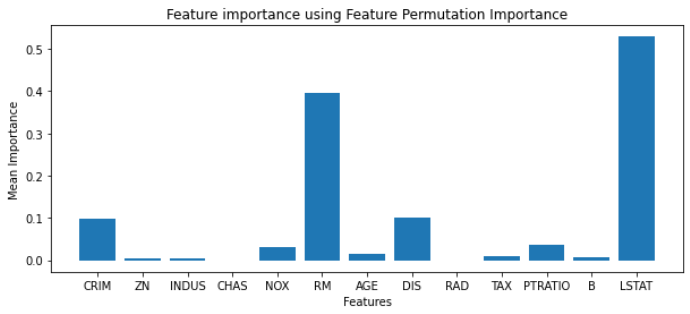 Feature importance using Feature Permutation Importance
Mean Importance
0.5
0.4
0.3
0.2
0.1
0.0
CRIM ZN INDUS CHAS NOX RM AGE DIS RAD TAX PTRATIO B LSTAT
Features